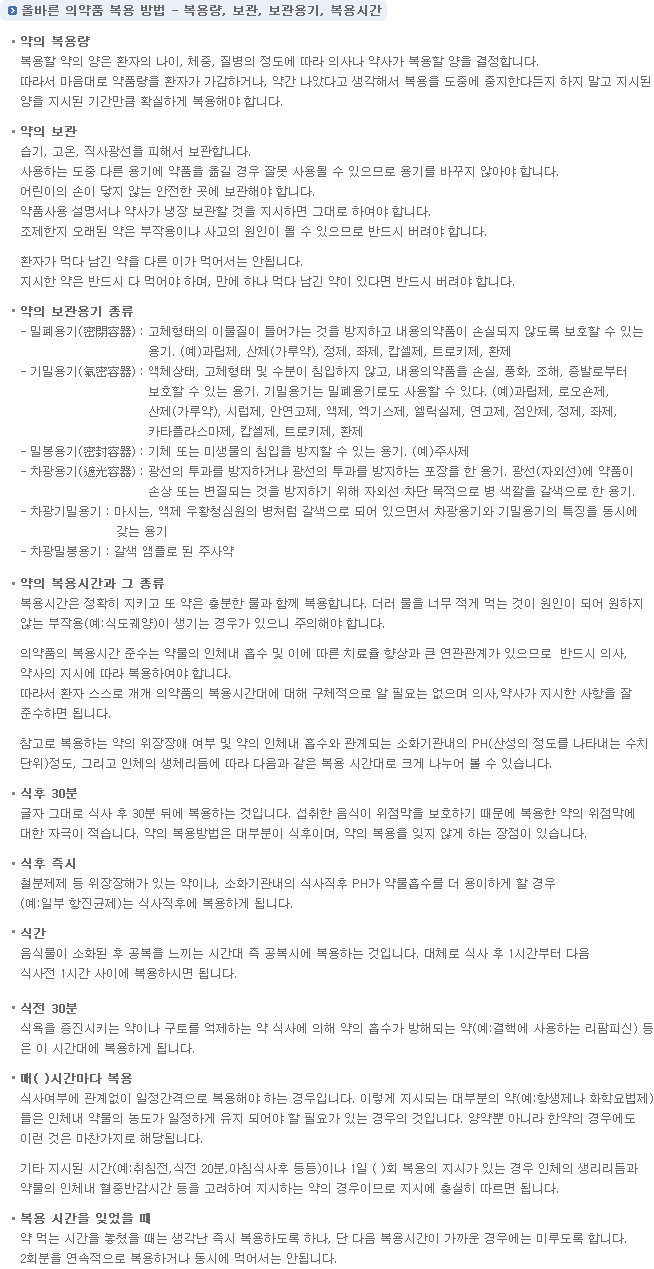 올바른 의약품 복용 방법 - 복용량, 보관, 보관용기, 복용시간
· 약의 복용량
복용할 약의 양은 환자의 나이, 체중, 질병의 정도에 따라 의사나 약사가 복용할 양을 결정합니다.
따라서 마음대로 약품량을 환자가 가감하거나, 약간 나았다고 생각해서 복용을 도중에 중지한다든지 하지 말고 지시된
양을 지시된 기간만큼 확실하게 복용해야 합니다.
· 약의 보관
습기, 고온, 직사광선을 피해서 보관합니다.
사용하는 도중 다른 용기에 약품을 옮길 경우 잘못 사용될 수 있으므로 용기를 바꾸지 않아야 합니다.
어린이의 손이 닿지 않는 안전한 곳에 보관해야 합니다.
약품사용 설명서나 약사가 냉장 보관할 것을 지시하면 그대로 하여야 합니다.
조제한지 오래된 약은 부작용이나 사고의 원인이 될 수 있으므로 반드시 버려야 합니다.
환자가 먹다 남긴 약을 다른 이가 먹어서는 안됩니다.
지시한 약은 반드시 다 먹어야 하며, 만에 하나 먹다 남긴 약이 있다면 반드시 버려야 합니다.
· 약의 보관용기 종류
- 밀폐용기(密閉容器) : 고체형태의 이물질이 들어가는 것을 방지하고 내용의약품이 손실되지 않도록 보호할 수 있는
용기. (예)과립제, 산제(가루약), 정제, 좌제, 캅셀제, 트로키제, 환제
- 기밀용기(氣密容器) : 액체상태, 고체형태 및 수분이 침입하지 않고, 내용의약품을 손실, 풍화, 조해, 증발로부터
보호할 수 있는 용기. 기밀용기는 밀폐용기로도 사용할 수 있다. (예)과립제, 로오숀제,
산제(가루약), 시럽제, 안연고제, 액제, 엑기스제, 엘릭실제, 연고제, 점안제, 정제, 좌제,
카타플라스마제, 캅셀제, 트로키제, 환제
- 밀봉용기(密封容器) : 기체 또는 미생물의 침입을 방지할 수 있는 용기. (예)주사제
- 차광용기(遮光容器) : 광선의 투과를 방지하거나 광선의 투과를 방지하는 포장을 한 용기. 광선(자외선)에 약품이
손상 또는 변질되는 것을 방지하기 위해 자외선 차단 목적으로 병 색깔을 갈색으로 한 용기.
- 차광기밀용기 : 마시는, 액제 우황청심원의 병처럼 갈색으로 되어 있으면서 차광용기와 기밀용기의 특징을 동시에
갖는 용기
- 차광밀봉용기 : 갈색 앰플로 된 주사약
· 약의 복용시간과 그 종류
복용시간은 정확히 지키고 또 약은 충분한 물과 함께 복용합니다. 더러 물을 너무 적게 먹는 것이 원인이 되어 원하지
않는 부작용(예:식도궤양)이 생기는 경우가 있으니 주의해야 합니다.
의약품의 복용시간 준수는 약물의 인체내 흡수 및 이에 따른 치료율 향상과 큰 연관관계가 있으므로 반드시 의사,
약사의 지시에 따라 복용하여야 합니다.
따라서 환자 스스로 개개 의약품의 복용시간대에 대해 구체적으로 알 필요는 없으며 의사,약사가 지시한 사항을 잘
준수하면 됩니다.
참고로 복용하는 약의 위장장애 여부 및 약의 인체내 흡수와 관계되는 소화기관내의 PH(산성의 정도를 나타내는 수치
단위)정도, 그리고 인체의 생체리듬에 따라 다음과 같은 복용 시간대로 크게 나누어 볼 수 있습니다.
· 식후 30분
글자 그대로 식사 후 30분 뒤에 복용하는 것입니다. 섭취한 음식이 위점막을 보호하기 때문에 복용한 약의 위점막에
대한 자극이 적습니다. 약의 복용방법은 대부분이 식후이며, 약의 복용을 잊지 않게 하는 장점이 있습니다.
· 식후 즉시
철분제제 등 위장장해가 있는 약이나, 소화기관내의 식사직후 PH가 약물흡수를 더 용이하게 할 경우
(예:일부 항진균제)는 식사직후에 복용하게 됩니다.
· 식간
음식물이 소화된 후 공복을 느끼는 시간대 즉 공복시에 복용하는 것입니다. 대체로 식사 후 1시간부터 다음
식사전 1시간 사이에 복용하시면 됩니다.
· 식전 30분
식욕을 증진시키는 약이나 구토를 억제하는 약 식사에 의해 약의 흡수가 방해되는 약(예:결핵에 사용하는 리팜피신) 등
은 이 시간대에 복용하게 됩니다.
· 매( )시간마다 복용
식사여부에 관계없이 일정간격으로 복용해야 하는 경우입니다. 이렇게 지시되는 대부분의 약(예:항생제나 화학요법제)
들은 인체내 약물의 농도가 일정하게 유지 되어야 할 필요가 있는 경우의 것입니다. 양약뿐 아니라 한약의 경우에도
이런 것은 마찬가지로 해당됩니다.
기타 지시된 시간(예:취침전,식전 20분,아침식사후 등등)이나 1일 ( )회 복용의 지시가 있는 경우 인체의 생리리듬과
약물의 인체내 혈중반감시간 등을 고려하여 지시하는 약의 경우이므로 지시에 충실히 따르면 됩니다.
· 복용 시간을 잊었을 때
약 먹는 시간을 놓쳤을 때는 생각난 즉시 복용하도록 하나, 단 다음 복용시간이 가까운 경우에는 미루도록 합니다.
2회분을 연속적으로 복용하거나 동시에 먹어서는 안됩니다.